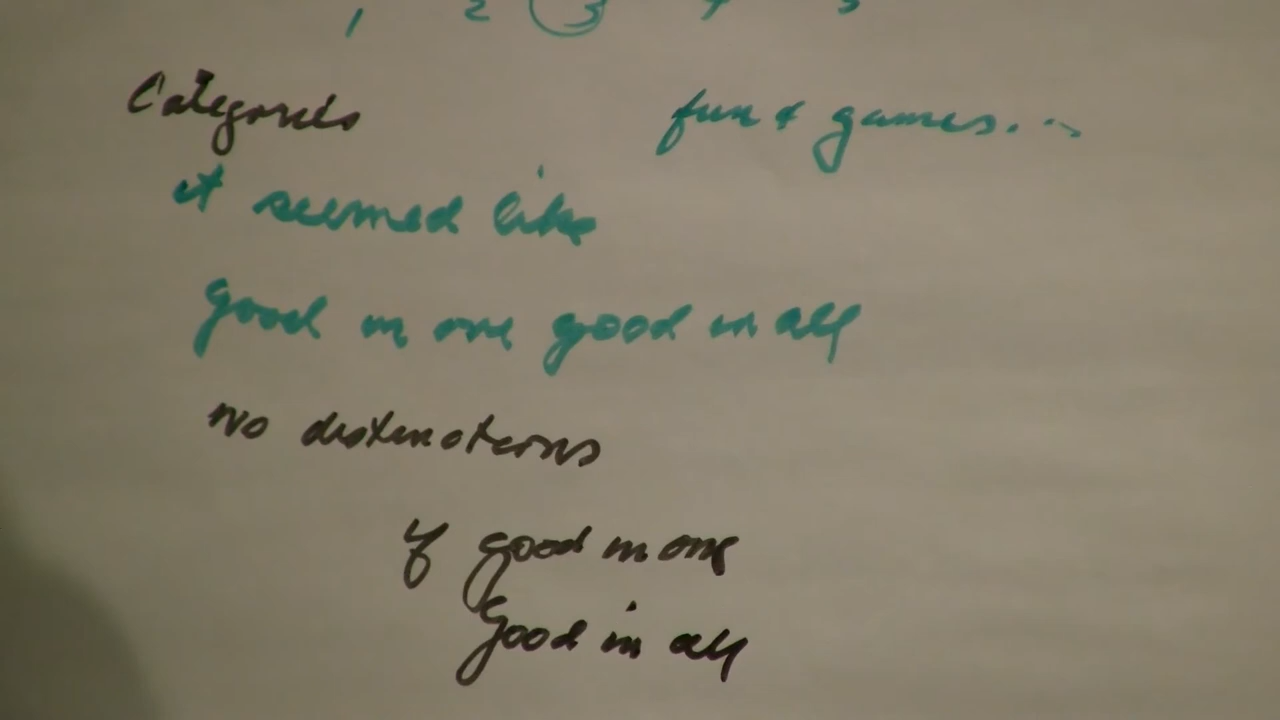 1 2 3 4 5
Categories fun & games...
it seemed like
good in one good in all
No distinctions
If good in one
Good in all